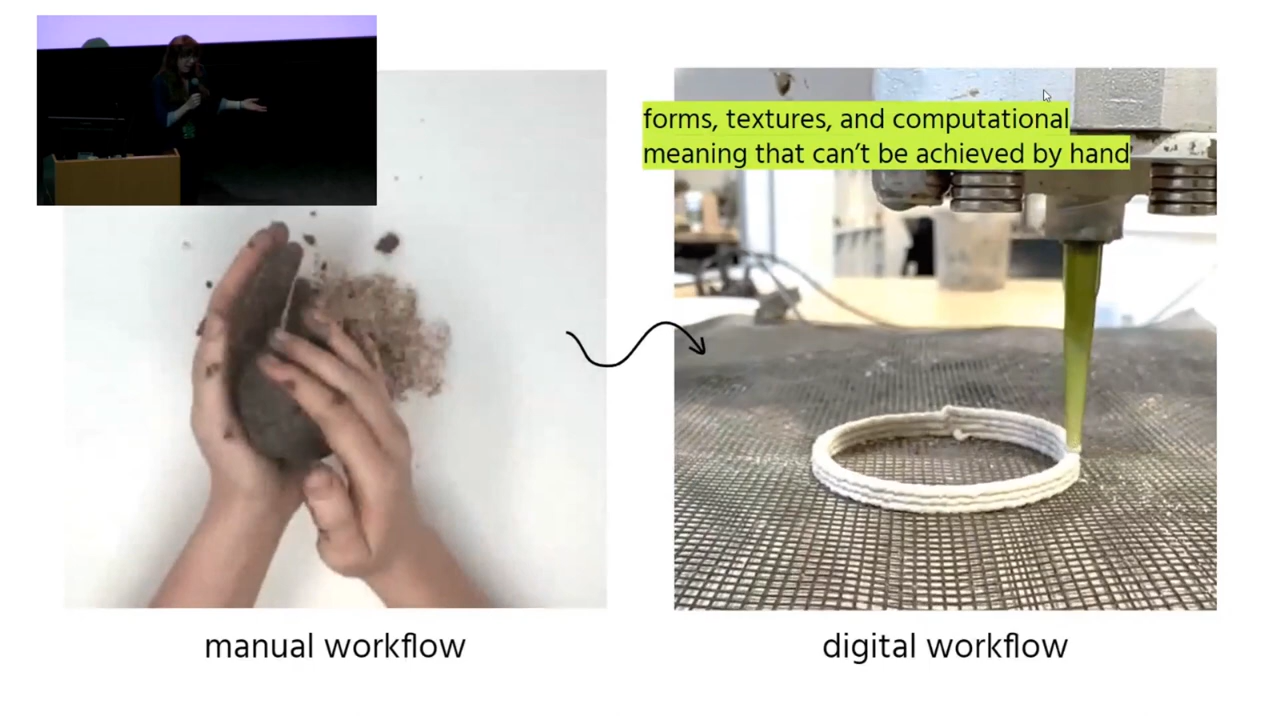 forms, textures, and computational
meaning that can't be achieved by hand
manual workflow
digital workflow